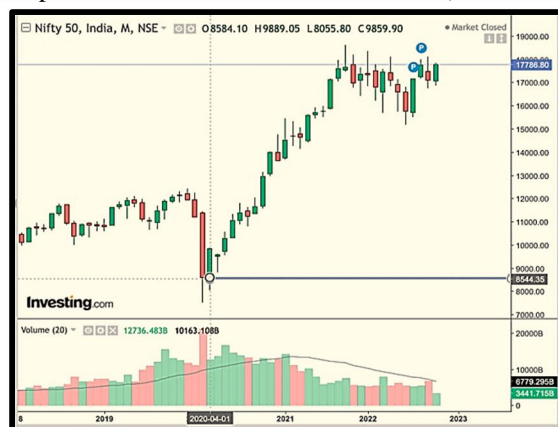 Nifty 50, India, M, NSE O8584.10 H9889.05 L8055.80 C9859.90
Market Closed
19000.00
P
P
17786.80
17000.00
16000.00
15000.00
14000.00
13000.00
12000.00
11000.00
10000.00
9000.00
8544.35
8000.00
7000.00
Investing.com
Volume (20) 12736.483B 10163.108B
20000B
10000B
6779.295B
3441.715B
0
8 2019 2020-04-01 2021 2022 2023